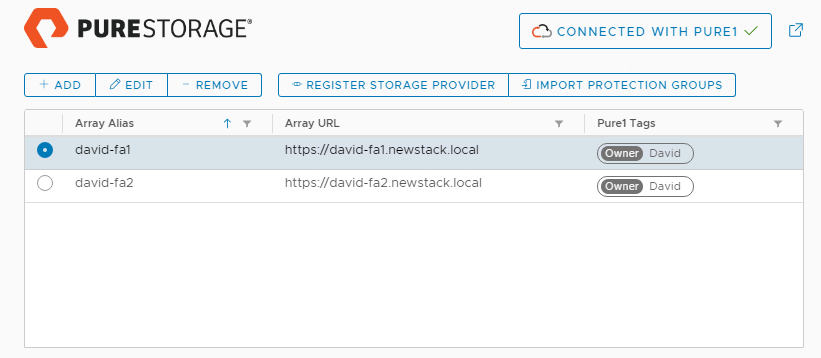 PURESTORAGE®
CONNECTED WITH PURE1
+ ADD EDIT − REMOVE REGISTER STORAGE PROVIDER IMPORT PROTECTION GROUPS
Array Alias Array URL Pure1 Tags
david-fa1 https://david-fa1.newstack.local Owner David
david-fa2 https://david-fa2.newstack.local Owner David